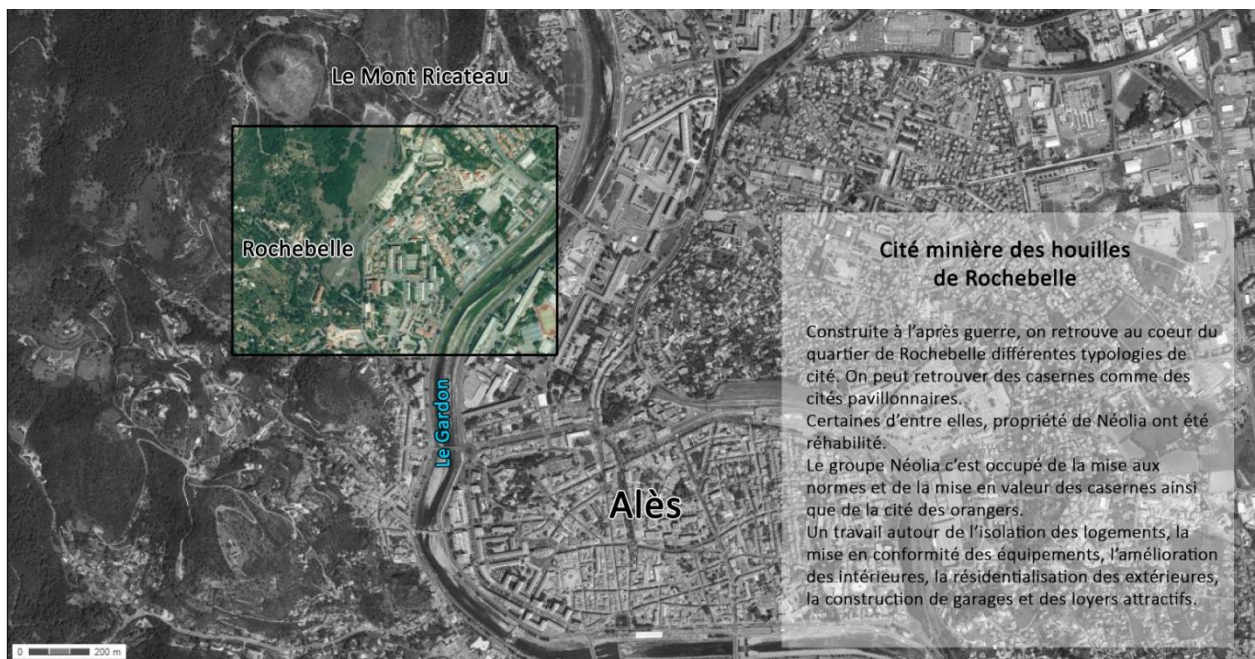 Le Mont Ricateau
Rochebelle
Le Gardon
Alès
Cité minière des houilles
de Rochebelle
Construite à l'après guerre, on retrouve au coeur du
quartier de Rochebelle différentes typologies de
cité. On peut retrouver des casernes comme des
cités pavillonnaires.
Certaines d'entre elles, propriété de Néolia ont été
réhabilité.
Le groupe Néolia c'est occupé de la mise aux
normes et de la mise en valeur des casernes ainsi
que de la cité des orangers.
Un travail autour de l'isolation des logements, la
mise en conformité des équipements, l'amélioration
des intérieures, la résidentialisation des extérieures,
la construction de garages et des loyers attractifs.
0 200 m